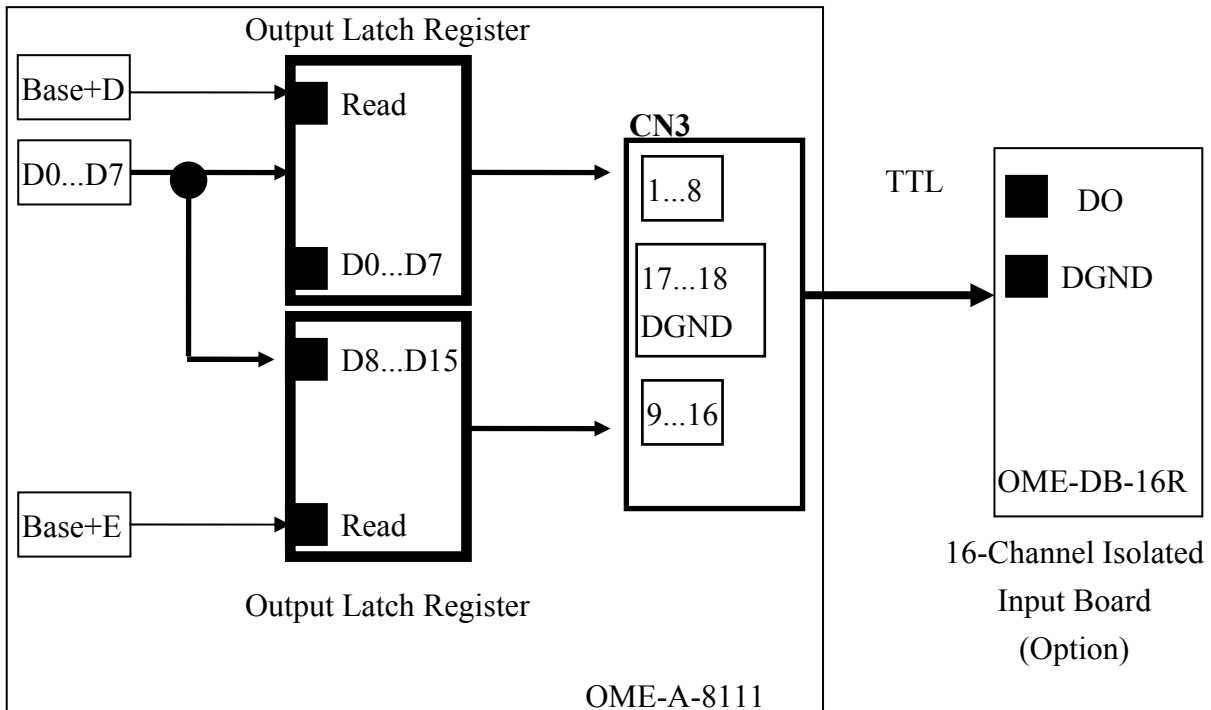 Output Latch Register
Base+D
Read
D0...D7
D0...D7
D8...D15
Base+E
Read
Output Latch Register
CN3
1...8
17...18
DGND
9...16
OME-A-8111
TTL
DO
DGND
OME-DB-16R
16-Channel Isolated
Input Board
(Option)